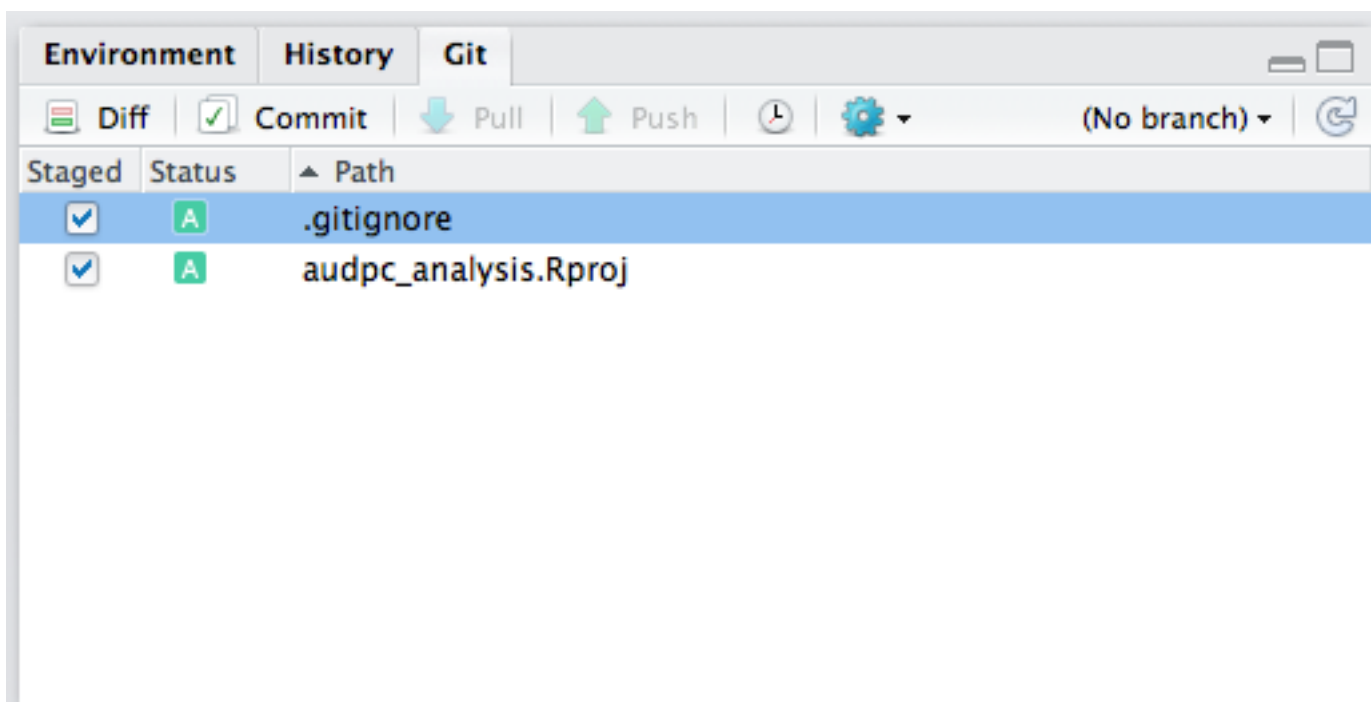 Environment History Git
Diff Commit Pull Push (No branch)
Staged Status Path
A .gitignore
A audpc_analysis.Rproj